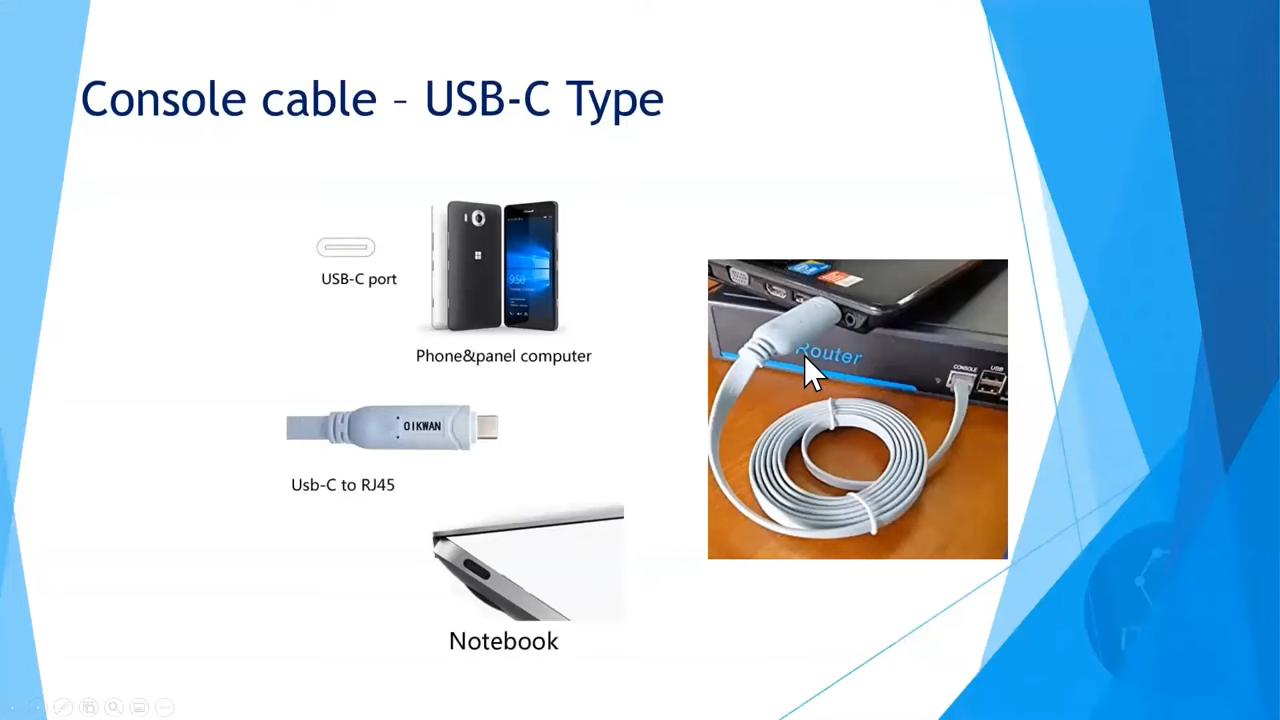 Console cable – USB-C Type
USB-C port
Phone&panel computer
OIKWAN
Usb-C to RJ45
Notebook
Router
CONSOLE
USB